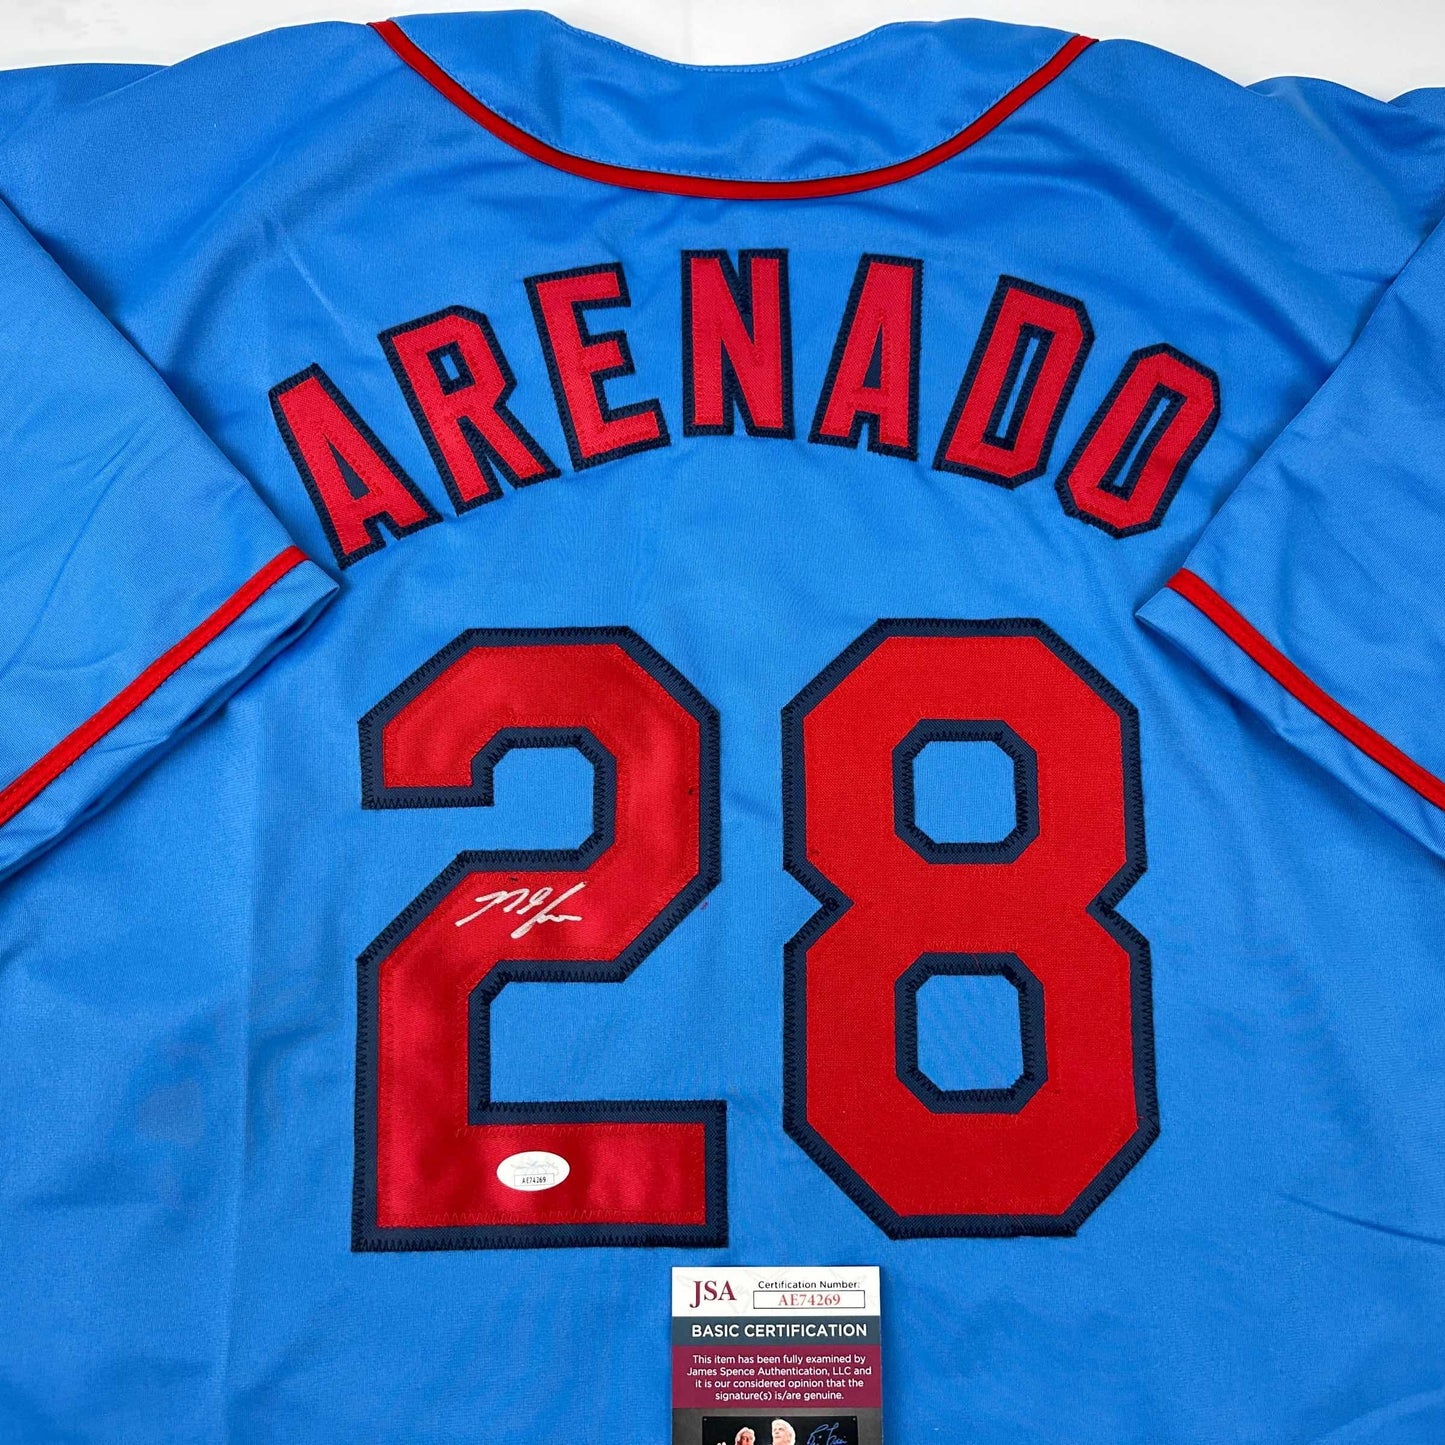 ARENADO
28
AE74269
JSA
Certification Number:
AE74269
BASIC CERTIFICATION
This item has been fully examined by
James Spence Authentication, LLC and
it is our considered opinion that the
signature(s) is/are genuine.